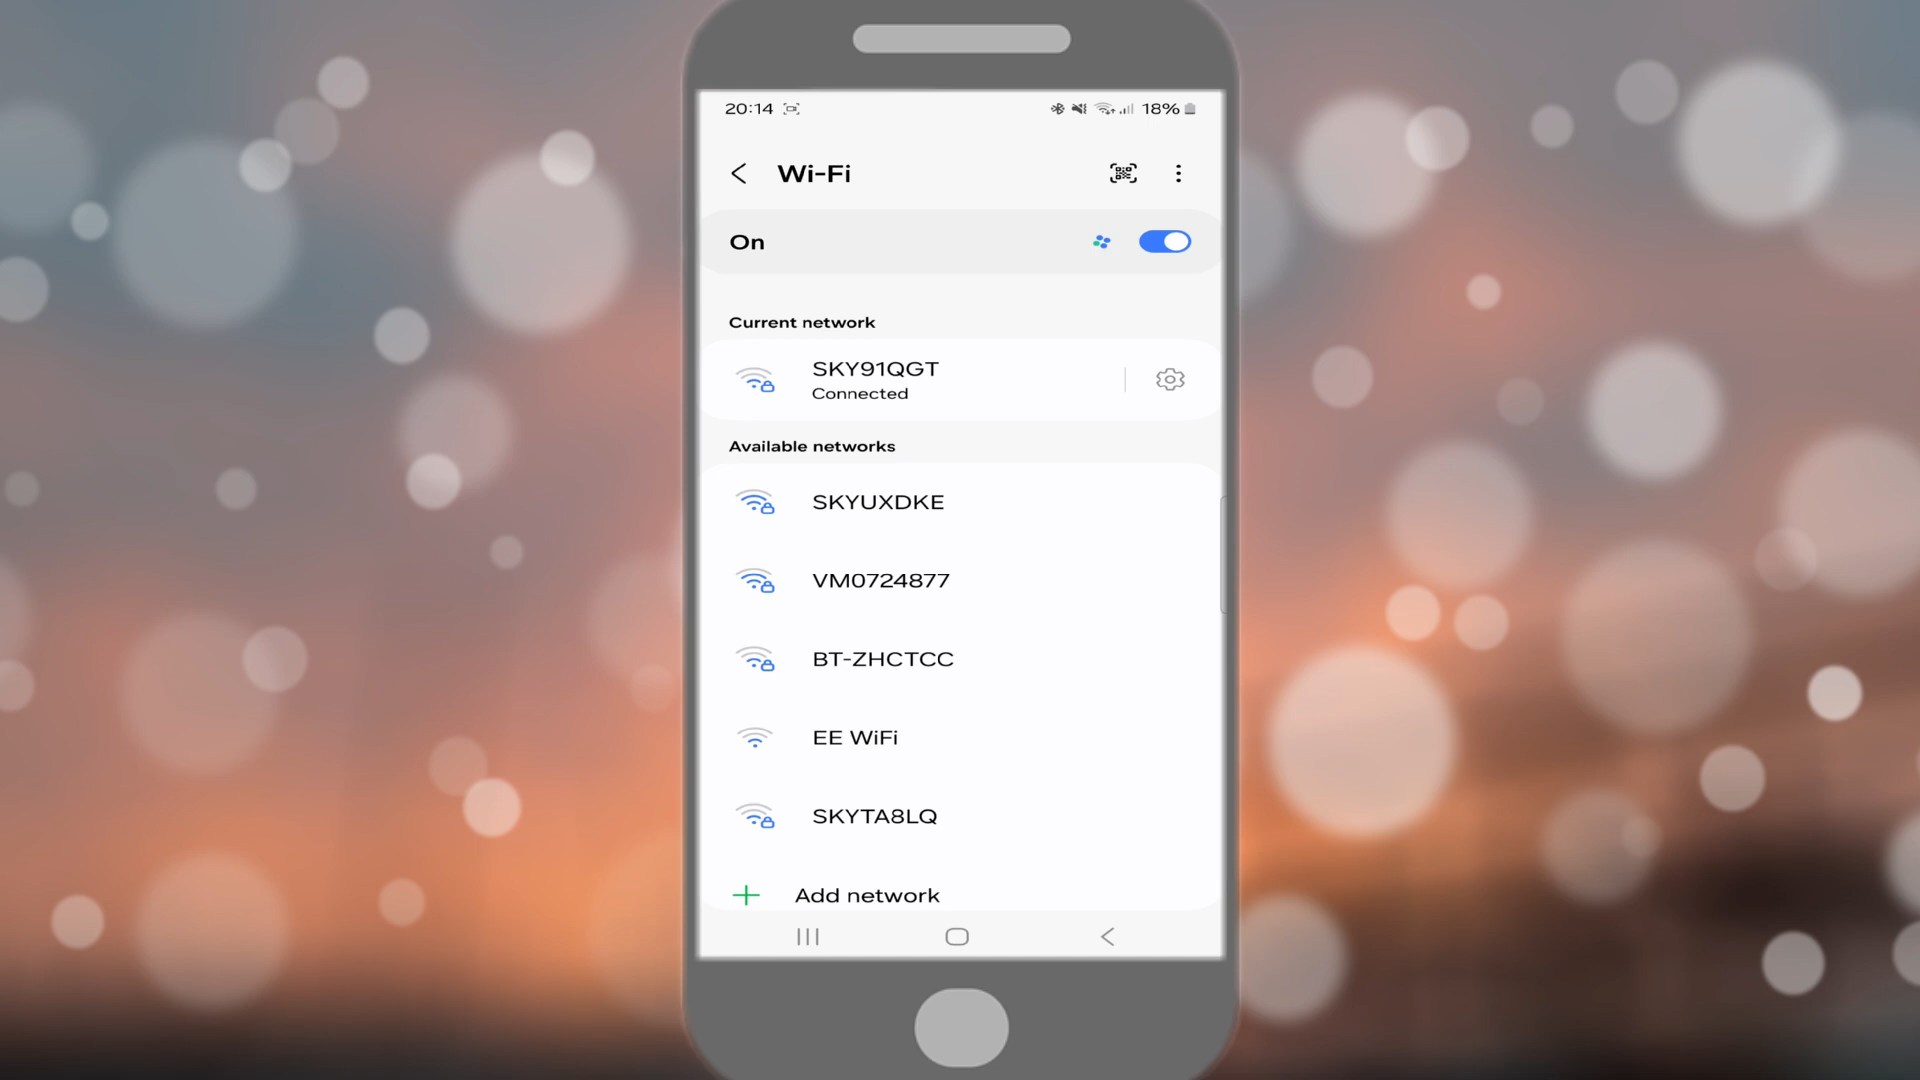 20:14
18%
Wi-Fi
On
Current network
SKY91QGT
Connected
Available networks
SKYUXDKE
VM0724877
BT-ZHCTCC
EE WiFi
SKYTA8LQ
Add network